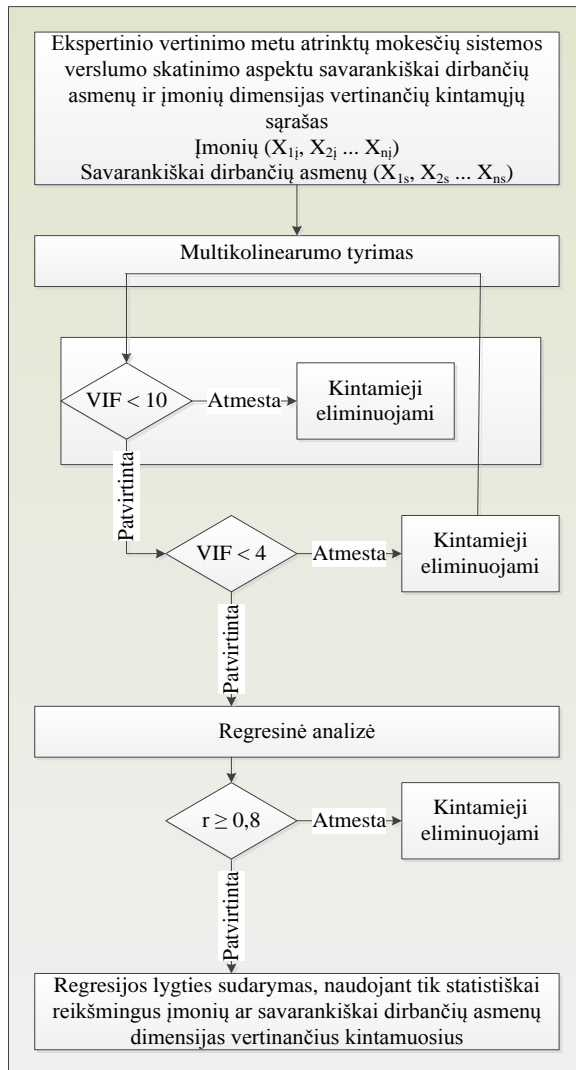 Ekspertinio vertinimo metu atrinktų mokesčių sistemos
verslumo skatinimo aspektu savarankiškai dirbančių
asmenų ir įmonių dimensijas vertinančių kintamųjų
sąrašas
Įmonių (X1į, X2į ... Xnį)
Savarankiškai dirbančių asmenų (X1s, X2s ... Xns)
Multikolinearumo tyrimas
VIF < 10
Atmesta
Kintamieji
eliminuojami
Patvirtinta
VIF < 4
Atmesta
Kintamieji
eliminuojami
Patvirtinta
Regresinė analizė
r ≥ 0,8
Atmesta
Kintamieji
eliminuojami
Patvirtinta
Regresijos lygties sudarymas, naudojant tik statistiškai
reikšmingus įmonių ar savarankiškai dirbančių asmenų
dimensijas vertinančius kintamuosius